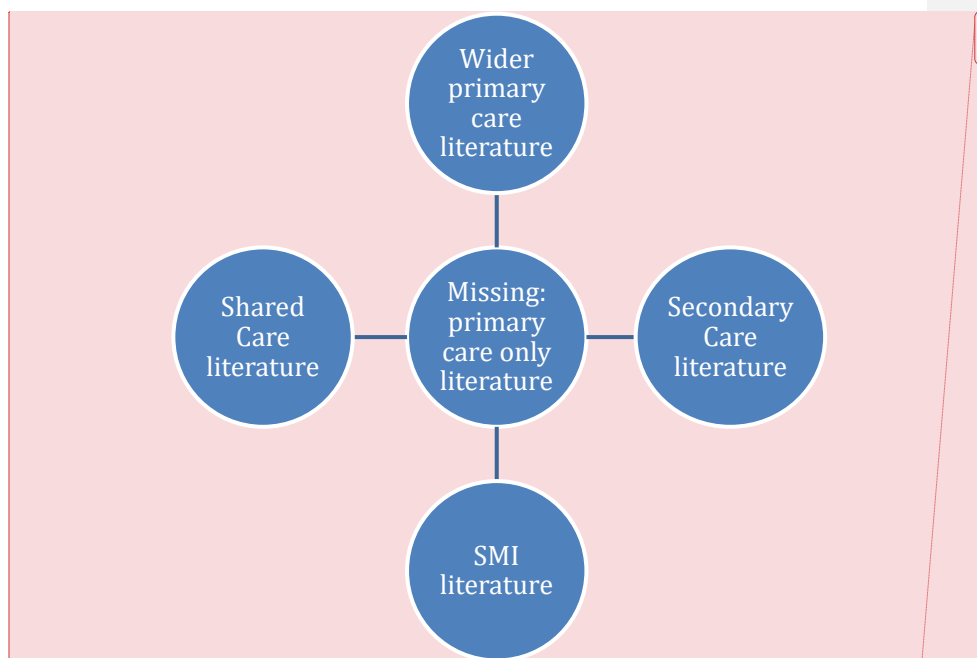 Wider
primary
care
literature
Shared
Care
literature
Missing:
primary
care only
literature
Secondary
Care
literature
SMI
literature